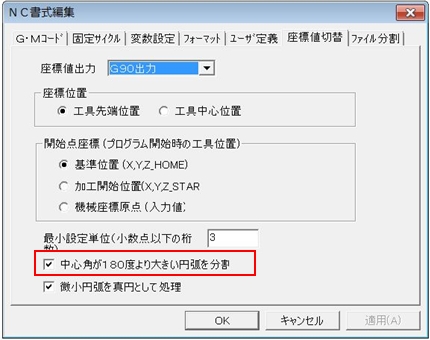 ＮＣ書式編集
Ｇ・Ｍコード 固定サイクル 変数設定 フォーマット ユーザ定義 座標値切替 ファイル分割
座標値出力 G90出力
座標位置
工具先端位置 工具中心位置
開始点座標（プログラム開始時の工具位置）
基準位置（X,Y,Z_HOME）
加工開始位置(X,Y,Z_STAR
機械座標原点（入力値）
最小設定単位(小数点以下の桁
数) 3
中心角が１８０度より大きい円弧を分割
微小円弧を真円として処理
OK キャンセル 適用(A)